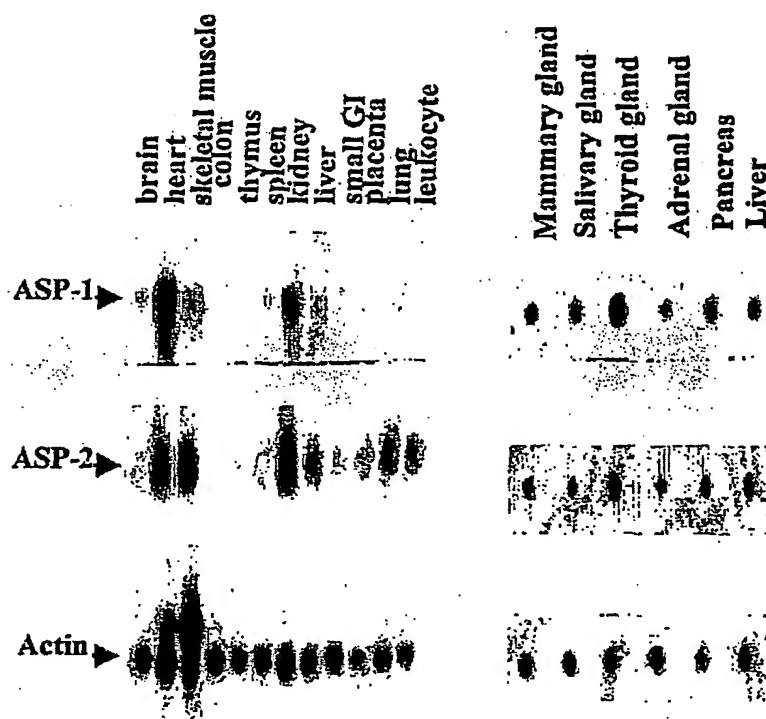 brain
heart
skeletal muscle
colon
thymus
spleen
kidney
liver
small GI
placenta
lung
leukocyte
Mammary gland
Salivary gland
Thyroid gland
Adrenal gland
Pancreas
Liver
ASP-1
ASP-2
Actin